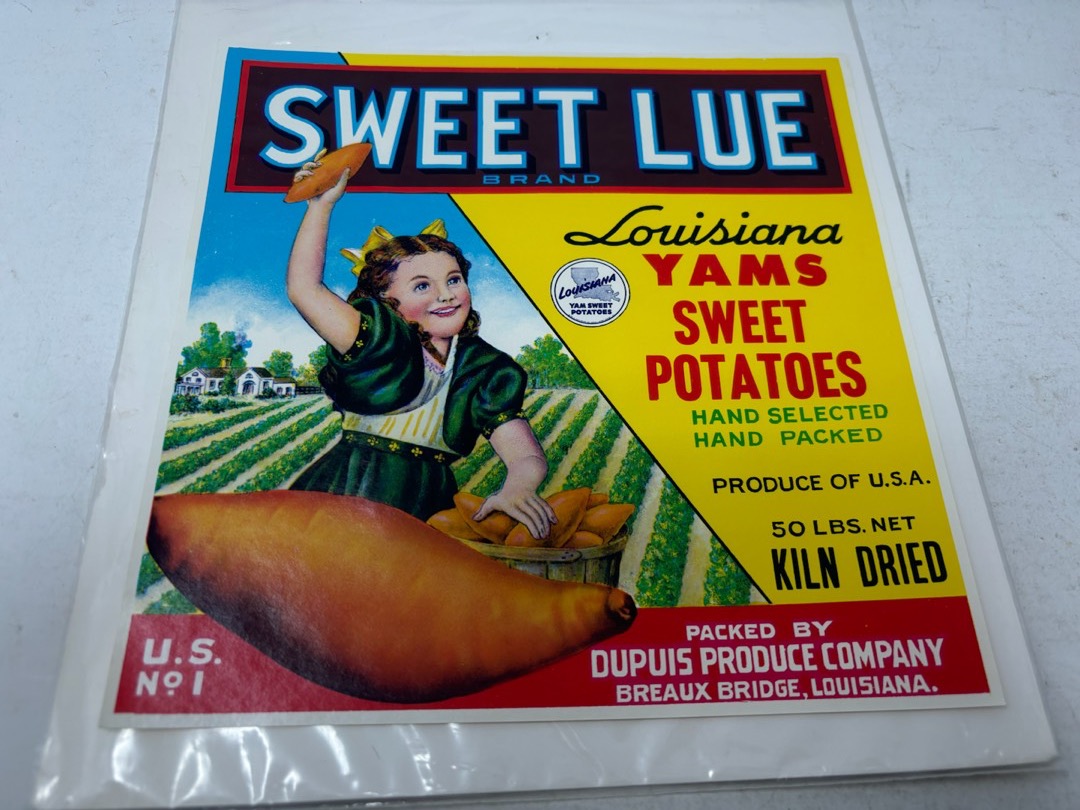 SWEET LUE
BRAND
Louisiana
YAMS
LOUISIANA
YAM SWEET
POTATOES
SWEET
POTATOES
HAND SELECTED
HAND PACKED
PRODUCE OF U.S.A.
50 LBS. NET
KILN DRIED
U.S.
Nº 1
PACKED BY
DUPUIS PRODUCE COMPANY
BREAUX BRIDGE, LOUISIANA.